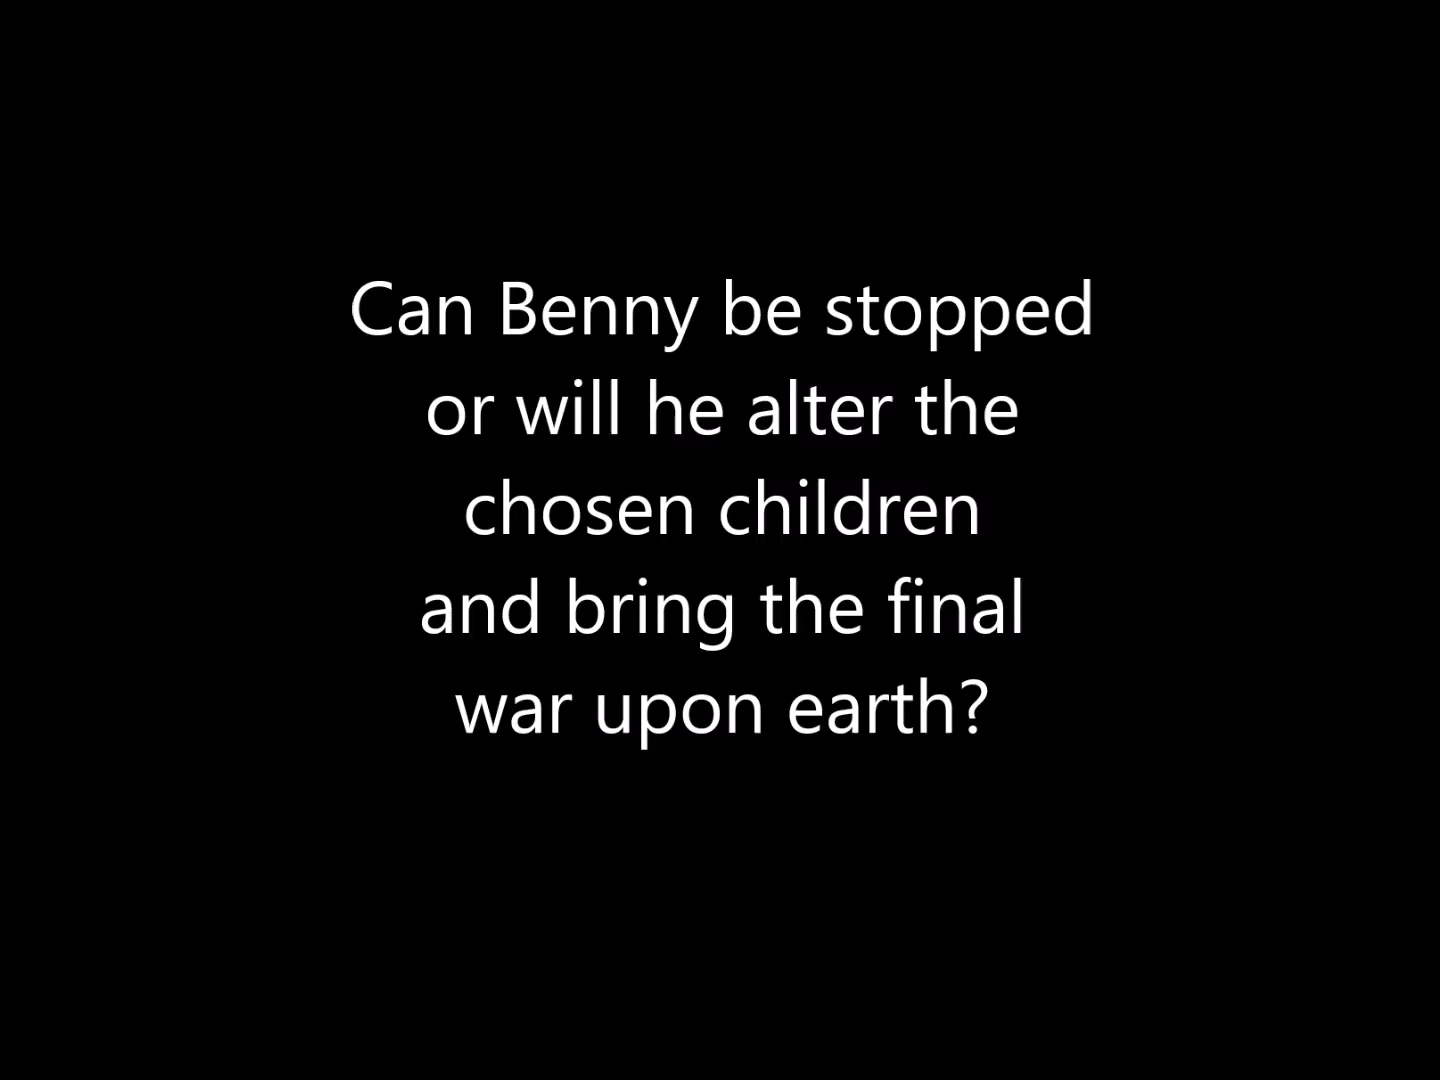 Can Benny be stopped
or will he alter the
chosen children
and bring the final
war upon earth?